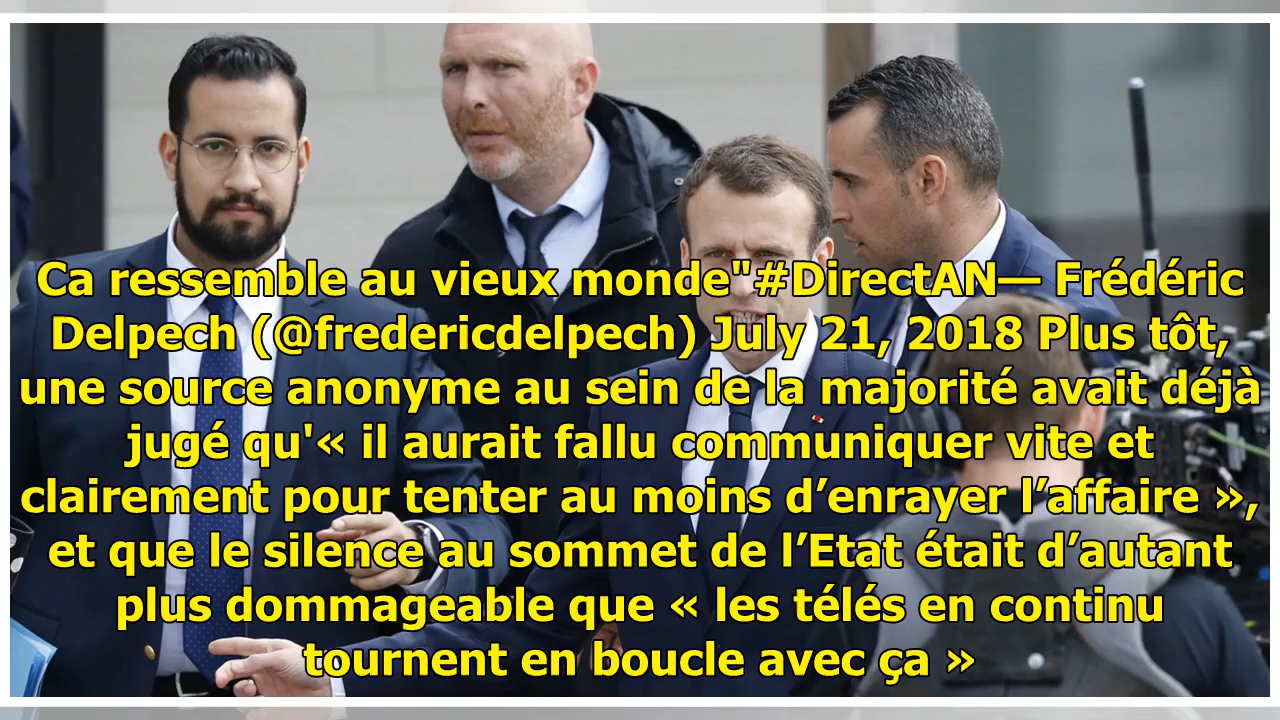 Ca ressemble au vieux monde"#DirectAN— Frédéric
Delpech (@fredericdelpech) July 21, 2018 Plus tôt,
une source anonyme au sein de la majorité avait déjà
jugé qu'« il aurait fallu communiquer vite et
clairement pour tenter au moins d’enrayer l’affaire »,
et que le silence au sommet de l’Etat était d’autant
plus dommageable que « les télés en continu
tournent en boucle avec ça »